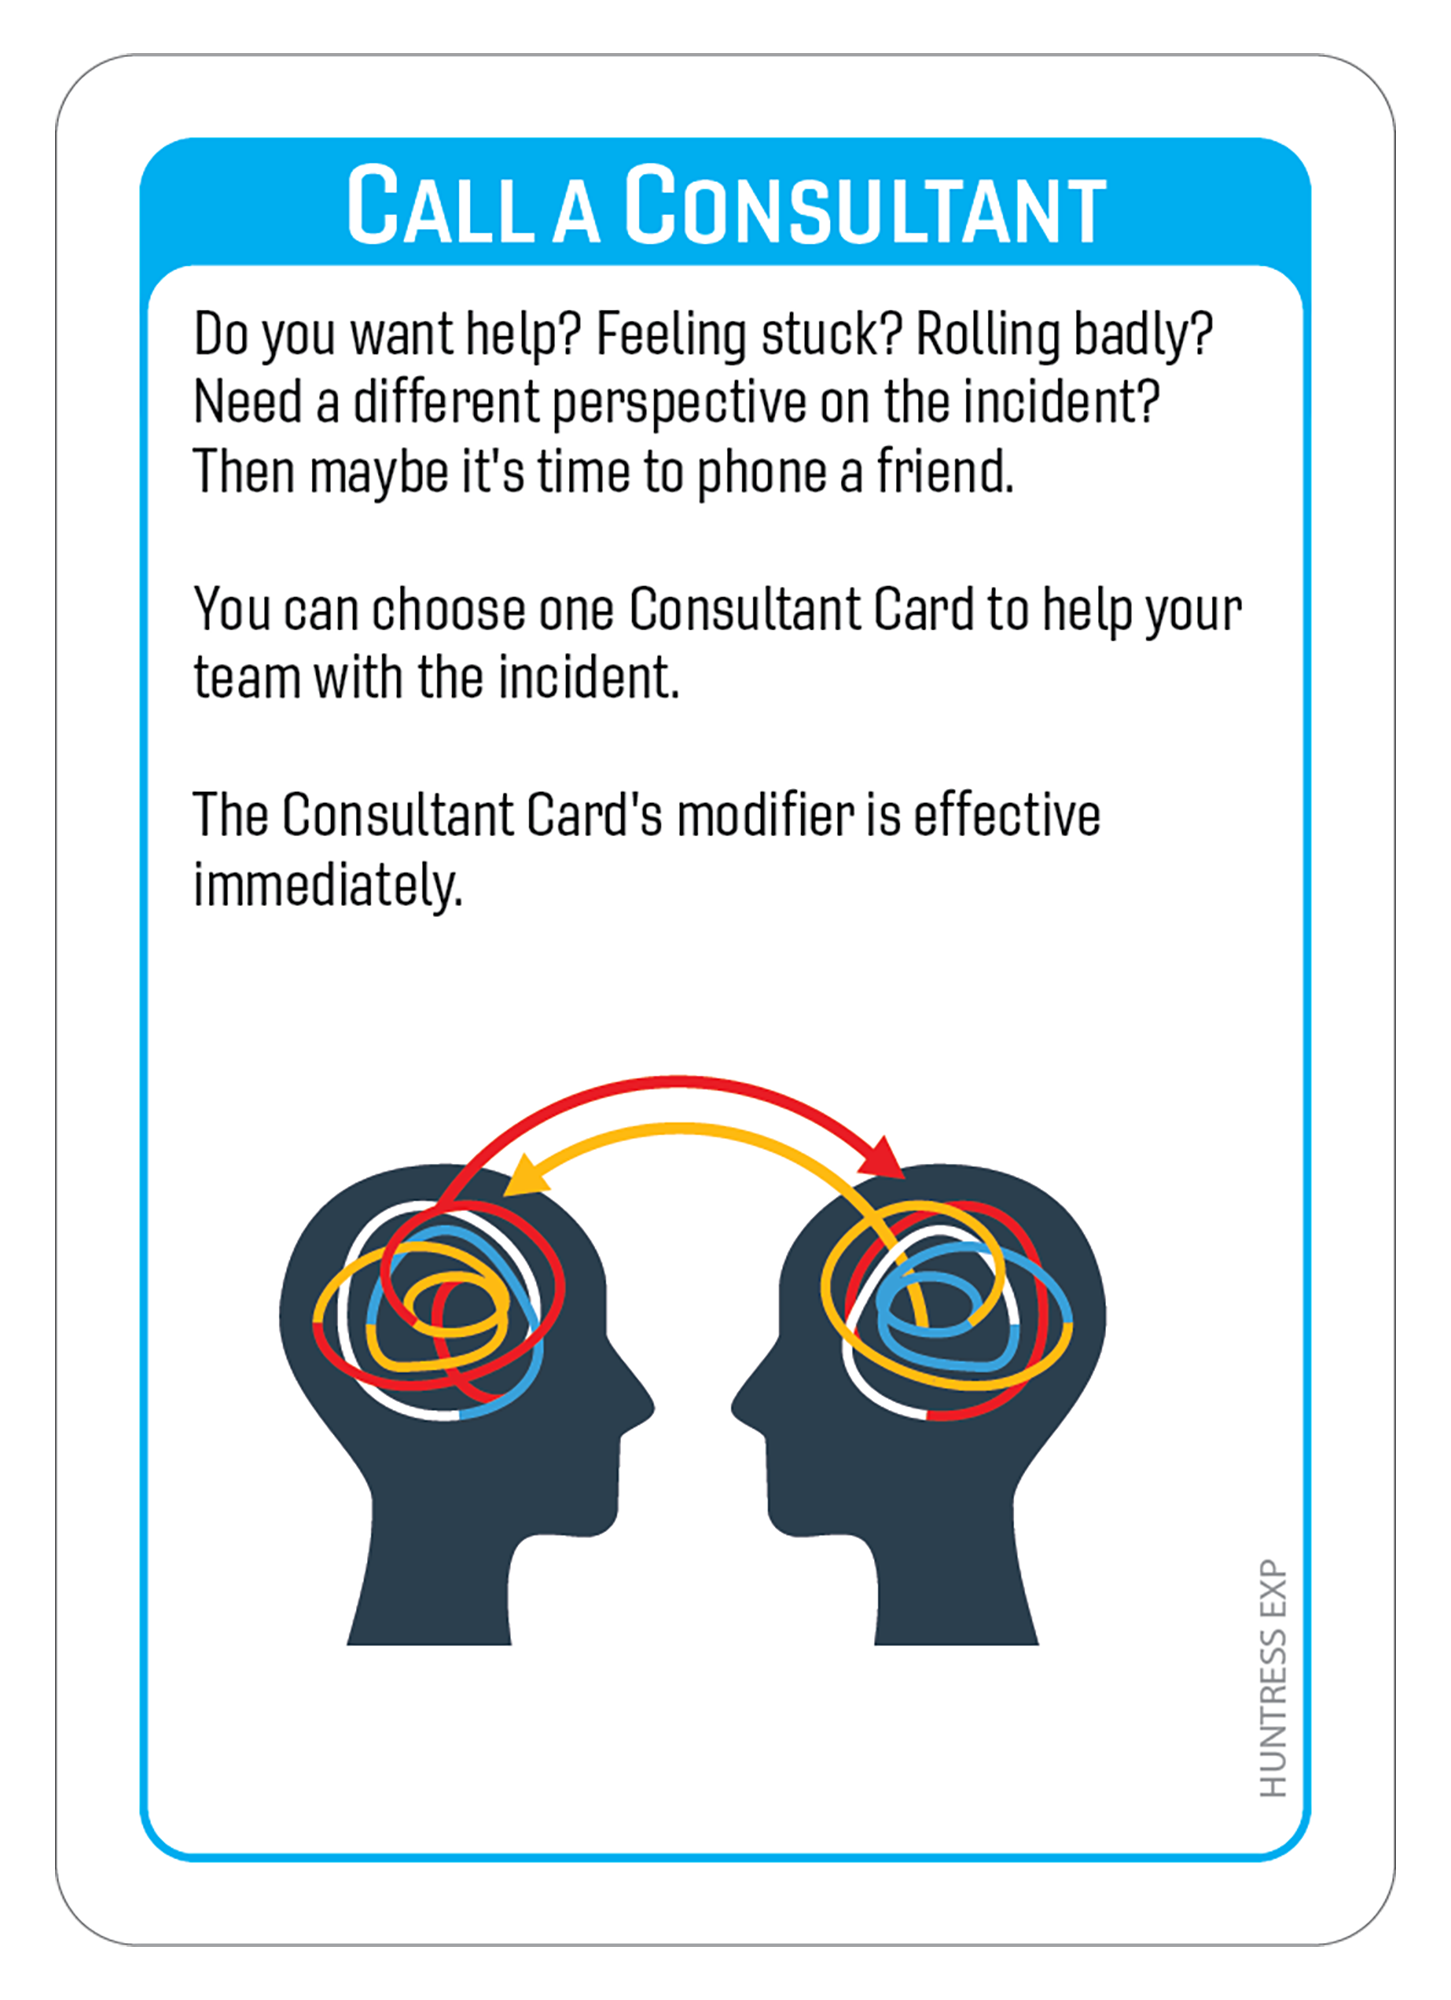 CALL A CONSULTANT
Do you want help? Feeling stuck? Rolling badly?
Need a different perspective on the incident?
Then maybe it's time to phone a friend.
You can choose one Consultant Card to help your
team with the incident.
The Consultant Card's modifier is effective
immediately.
HUNTRESS EXP